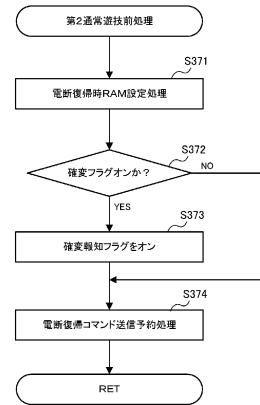 第2通常遊技前処理
S371
電断復帰時RAM設定処理
S372
確変フラグオンか？
NO
YES
S373
確変報知フラグをオン
S374
電断復帰コマンド送信予約処理
RET